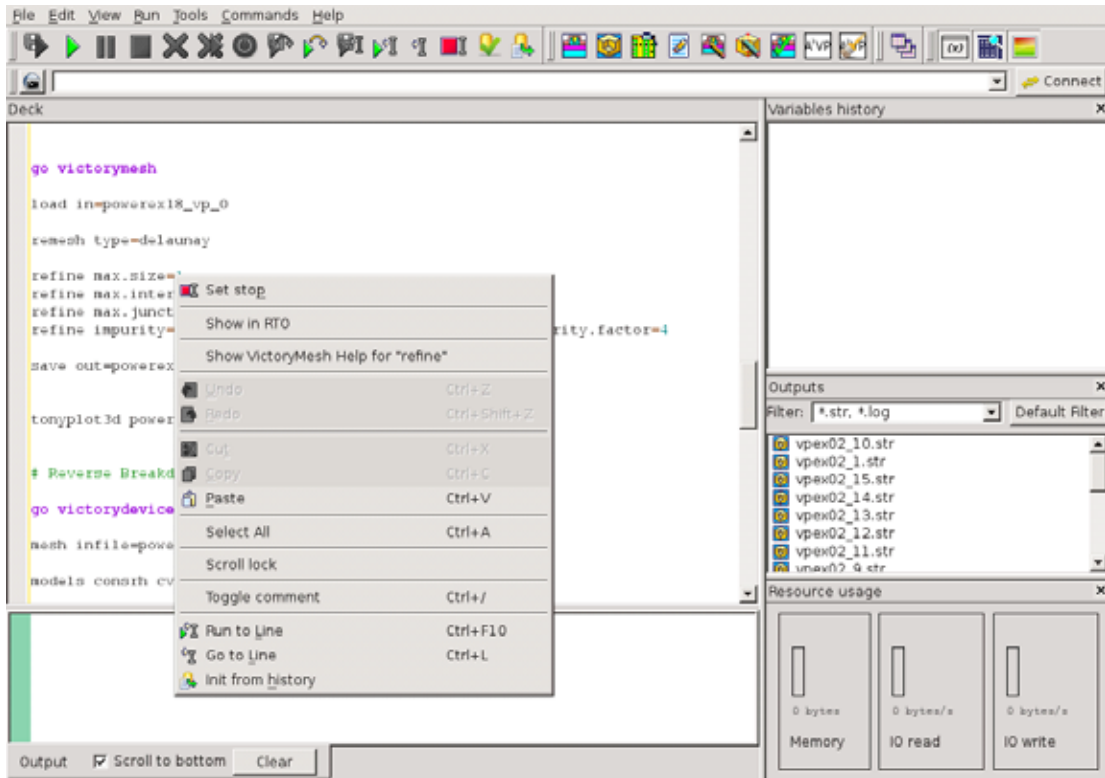 File Edit View Run Tools Commands Help
Connect
Deck
go victorymesh
load in=powerex18_vp_0
remesh type=delaunay
refine max.size=
refine max.inter
refine max.junct
refine impurity= rity.factor=4
save out=powerex
tonyplot3d power
# Reverse Breakd
go victorydevice
mesh infile=powe
models consrh cv
Set stop
Show in RTO
Show VictoryMesh Help for "refine"
Undo Ctrl+Z
Redo Ctrl+Shift+Z
Cut Ctrl+X
Copy Ctrl+C
Paste Ctrl+V
Select All Ctrl+A
Scroll lock
Toggle comment Ctrl+/
Run to Line Ctrl+F10
Go to Line Ctrl+L
Init from history
Output Scroll to bottom Clear
Variables history
Outputs
Filter: *.str, *.log Default Filter
vpex02_10.str
vpex02_1.str
vpex02_15.str
vpex02_14.str
vpex02_13.str
vpex02_12.str
vpex02_11.str
vpex02_9.str
Resource usage
0 bytes 0 bytes/s 0 bytes/s
Memory IO read IO write